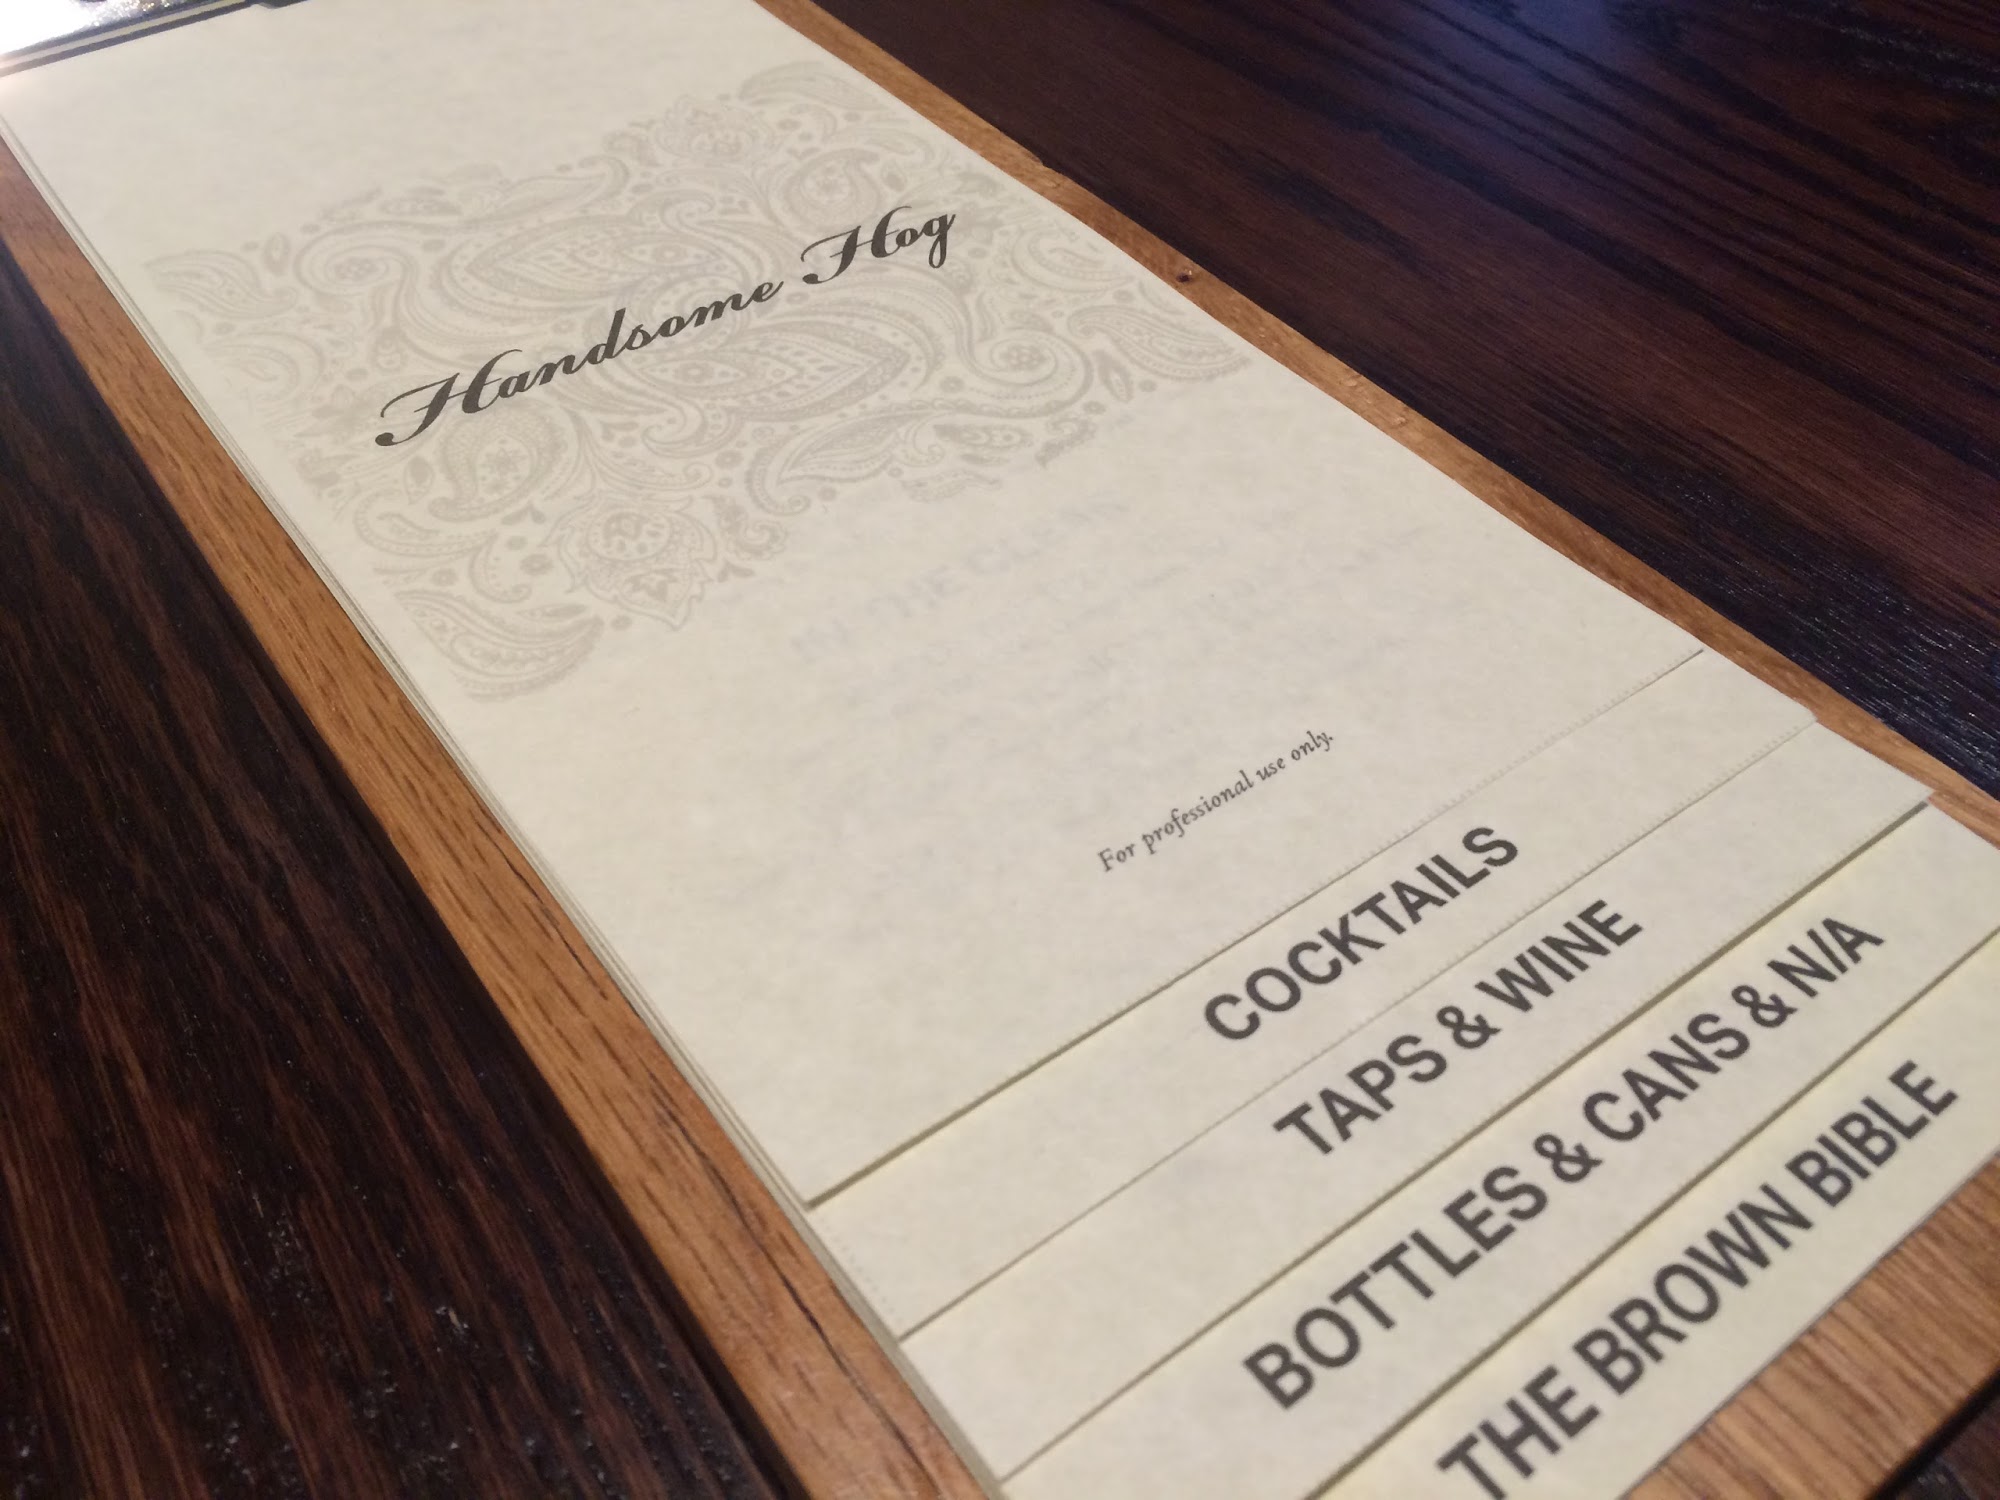 Handsome Hog
For professional use only.
COCKTAILS
TAPS & WINE
BOTTLES & CANS & N/A
THE BROWN BIBLE